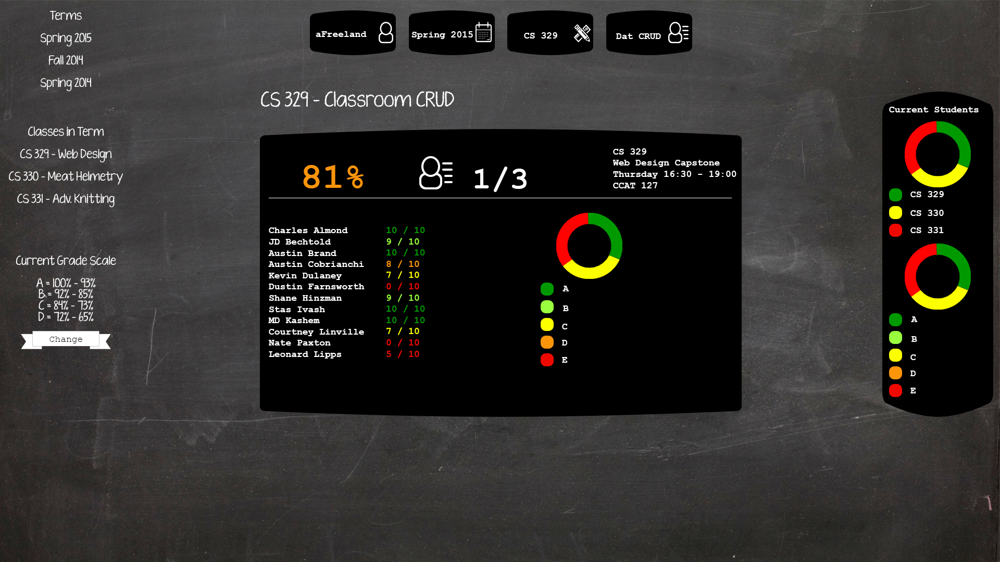 Terms
Spring 2015
Fall 2014
Spring 2014
Classes in Term
CS 329 - Web Design
CS 330 - Meat Helmetry
CS 331 - Adv. Knitting
Current Grade Scale
A = 100% - 93%
B = 92% - 85%
C = 84% - 73%
D = 72% - 65%
Change
aFreeland
Spring 2015
CS 329
Dat CRUD
CS 329 - Classroom CRUD
81%
1/3
CS 329
Web Design Capstone
Thursday 16:30 - 19:00
CCAT 127
Charles Almond 10 / 10
JD Bechtold 9 / 10
Austin Brand 10 / 10
Austin Cobrianchi 8 / 10
Kevin Dulaney 7 / 10
Dustin Farnsworth 0 / 10
Shane Hinzman 9 / 10
Stas Ivash 10 / 10
MD Kashem 10 / 10
Courtney Linville 7 / 10
Nate Paxton 0 / 10
Leonard Lipps 5 / 10
A
B
C
D
E
Current Students
CS 329
CS 330
CS 331
A
B
C
D
E